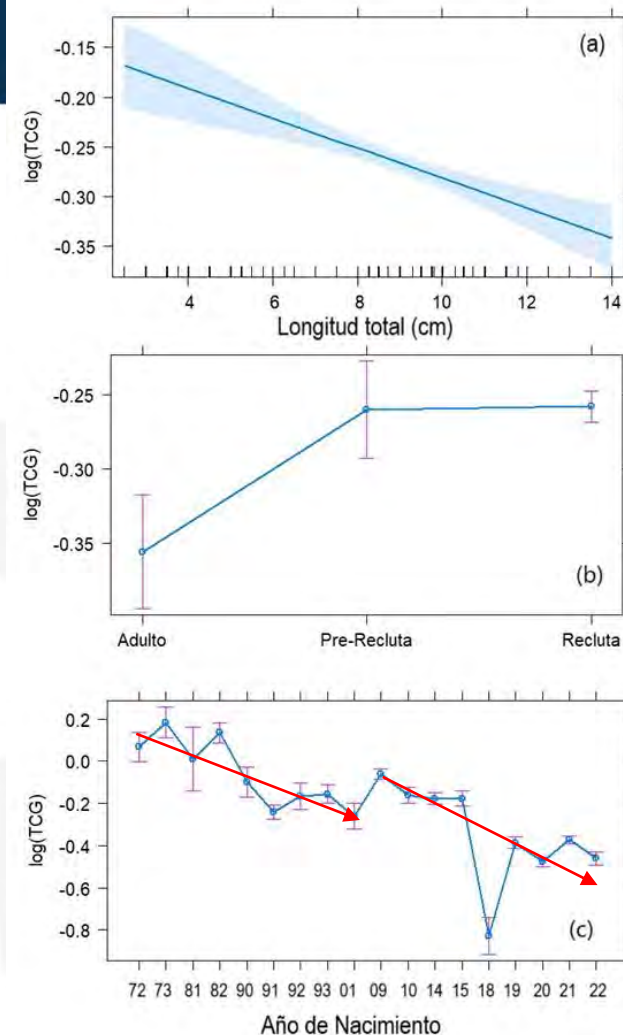 (a)
log(TCG)
-0.15
-0.20
-0.25
-0.30
-0.35
4 6 8 10 12 14
Longitud total (cm)
log(TCG)
-0.25
-0.30
-0.35
(b)
Adulto Pre-Recluta Recluta
log(TCG)
0.2
0.0
-0.2
-0.4
-0.6
-0.8
(c)
72 73 81 82 90 91 92 93 01 09 10 14 15 18 19 20 21 22
Año de Nacimiento